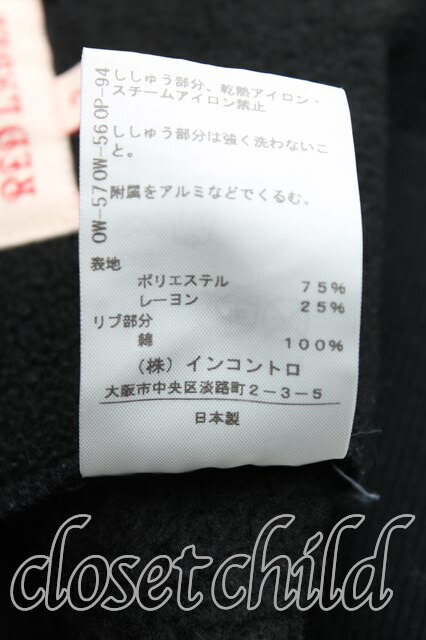 ししゅう部分、乾熱アイロン・
スチームアイロン禁止
ししゅう部分は強く洗わないこ
と。
附属をアルミなどでくるむ。
OW-57OW-56OP-94
表地
ポリエステル 75%
レーヨン 25%
リブ部分
綿 100%
(株)インコントロ
大阪市中央区淡路町2-3-5
日本製
closet child